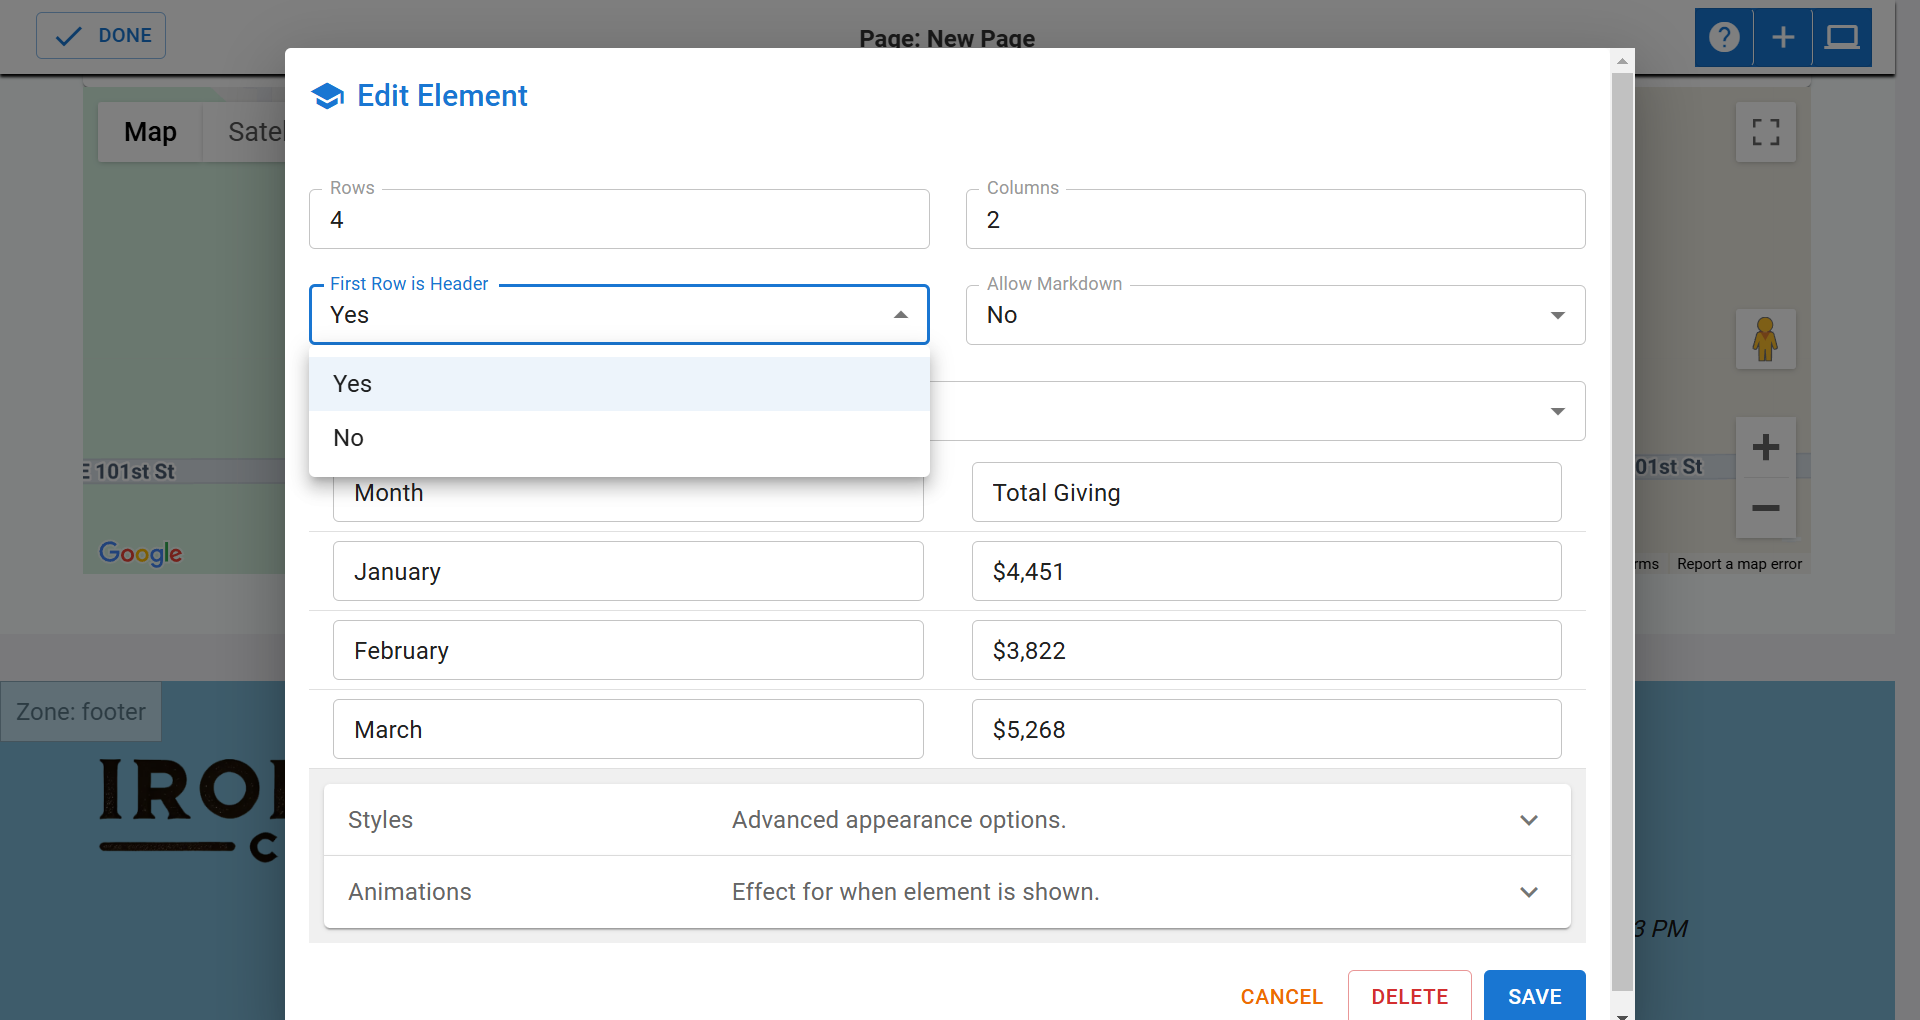 DONE
Page: New Page
Map
Edit Element
Rows
4
Columns
2
First Row is Header
Yes
Allow Markdown
No
Yes
No
Month
Total Giving
January
$4,451
February
$3,822
March
$5,268
E 101st St
01st St
Google
Report a map error
Zone: footer
Styles
Advanced appearance options.
Animations
Effect for when element is shown.
3 PM
CANCEL
DELETE
SAVE